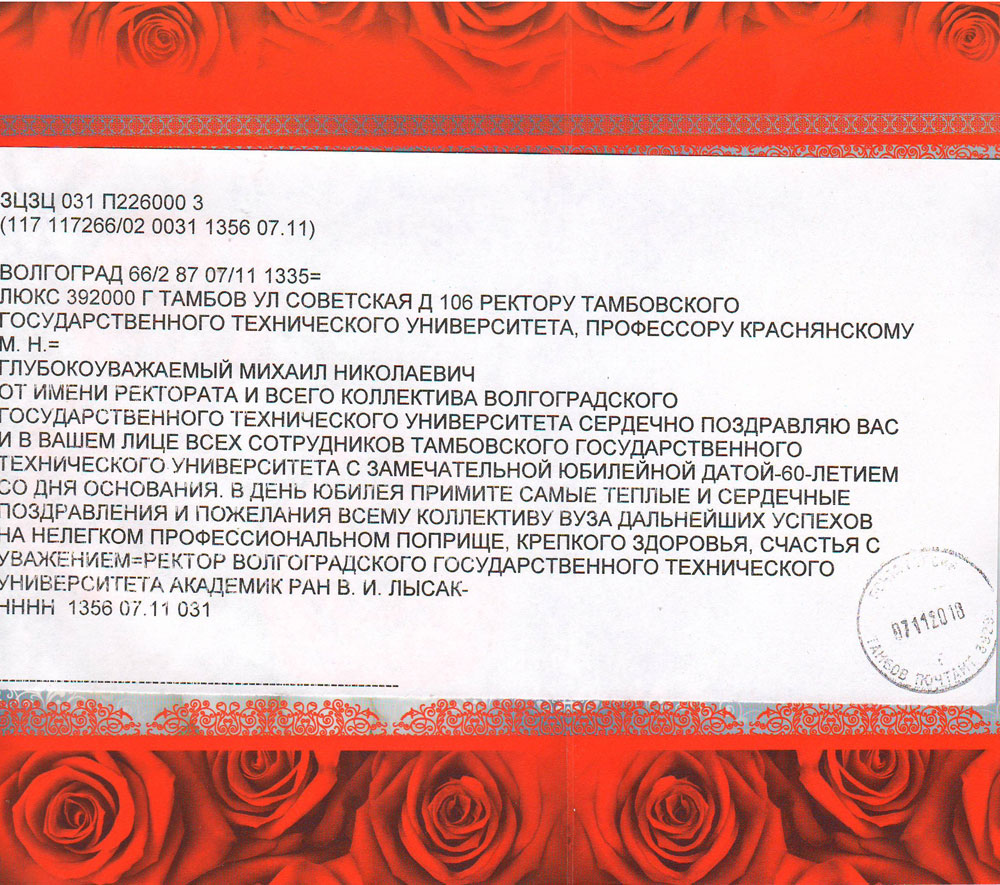 ЗЦЗЦ 031 П226000 3
(117 117266/02 0031 1356 07.11)
ВОЛГОГРАД 66/2 87 07/11 1335=
ЛЮКС 392000 Г ТАМБОВ УЛ СОВЕТСКАЯ Д 106 РЕКТОРУ ТАМБОВСКОГО
ГОСУДАРСТВЕННОГО ТЕХНИЧЕСКОГО УНИВЕРСИТЕТА, ПРОФЕССОРУ КРАСНЯНСКОМУ
М. Н.=
ГЛУБОКОУВАЖАЕМЫЙ МИХАИЛ НИКОЛАЕВИЧ
ОТ ИМЕНИ РЕКТОРАТА И ВСЕГО КОЛЛЕКТИВА ВОЛГОГРАДСКОГО
ГОСУДАРСТВЕННОГО ТЕХНИЧЕСКОГО УНИВЕРСИТЕТА СЕРДЕЧНО ПОЗДРАВЛЯЮ ВАС
И В ВАШЕМ ЛИЦЕ ВСЕХ СОТРУДНИКОВ ТАМБОВСКОГО ГОСУДАРСТВЕННОГО
ТЕХНИЧЕСКОГО УНИВЕРСИТЕТА С ЗАМЕЧАТЕЛЬНОЙ ЮБИЛЕЙНОЙ ДАТОЙ-60-ЛЕТИЕМ
СО ДНЯ ОСНОВАНИЯ. В ДЕНЬ ЮБИЛЕЯ ПРИМИТЕ САМЫЕ ТЕПЛЫЕ И СЕРДЕЧНЫЕ
ПОЗДРАВЛЕНИЯ И ПОЖЕЛАНИЯ ВСЕМУ КОЛЛЕКТИВУ ВУЗА ДАЛЬНЕЙШИХ УСПЕХОВ
НА НЕЛЕГКОМ ПРОФЕССИОНАЛЬНОМ ПОПРИЩЕ, КРЕПКОГО ЗДОРОВЬЯ, СЧАСТЬЯ С
УВАЖЕНИЕМ=РЕКТОР ВОЛГОГРАДСКОГО ГОСУДАРСТВЕННОГО ТЕХНИЧЕСКОГО
УНИВЕРСИТЕТА АКАДЕМИК РАН В. И. ЛЫСАК-
НННН 1356 07.11 031
07112018
ТАМБОВ ПОЧТАМТ